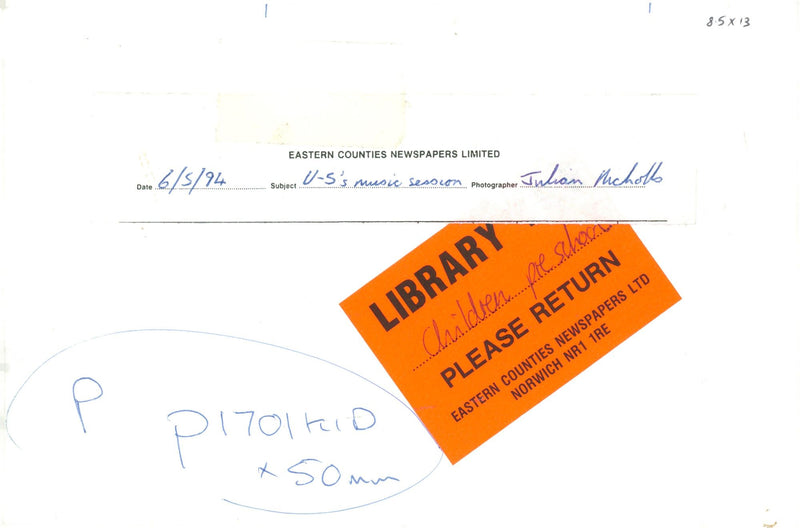 8.5 x 13
EASTERN COUNTIES NEWSPAPERS LIMITED
Date 6/5/94 Subject U-5's music session Photographer Julian Nicholls
LIBRARY
Children pre school
PLEASE RETURN
EASTERN COUNTIES NEWSPAPERS LTD
NORWICH NR1 1RE
P
P1701KID
x 50mm